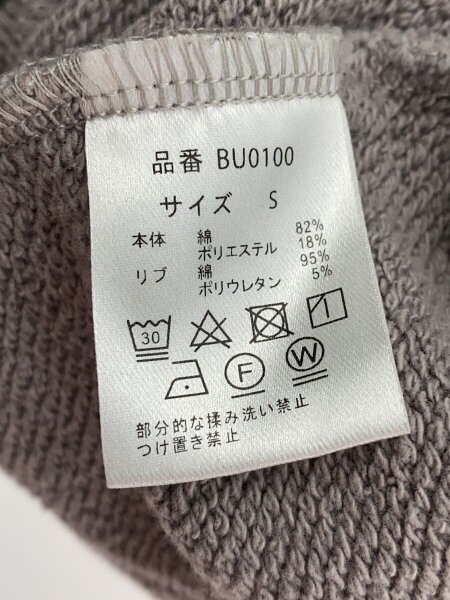 品番 BU0100
サイズ S
本体 綿 82%
ポリエステル 18%
リブ 綿 95%
ポリウレタン 5%
30
F W
部分的な揉み洗い禁止
つけ置き禁止